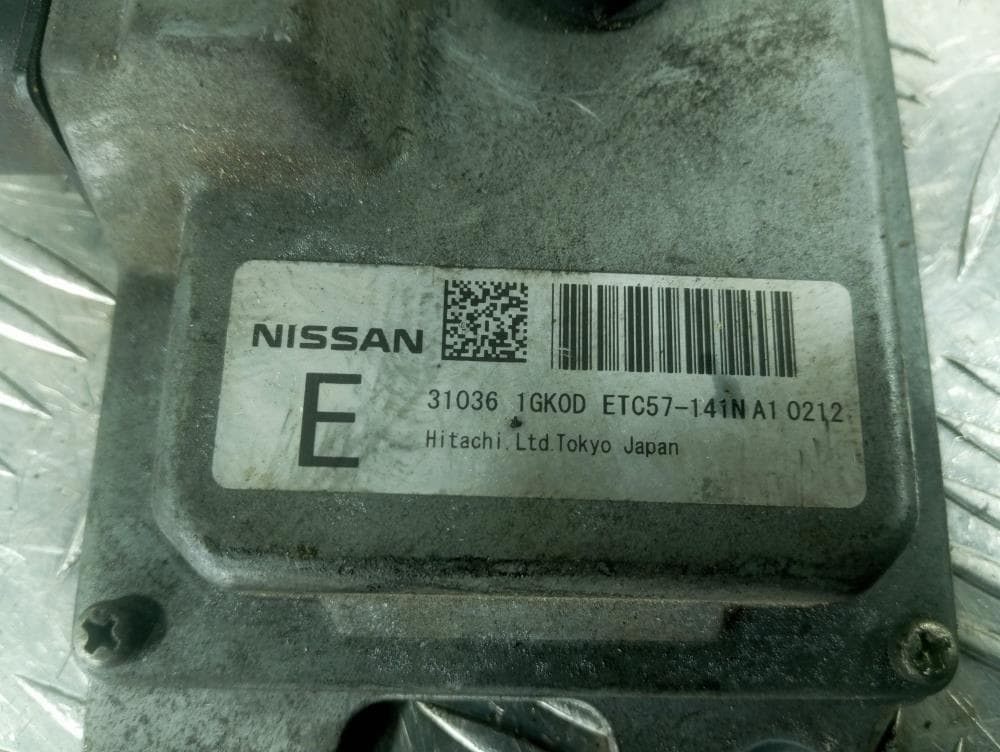 NISSAN
E
31036 1GK0D ETC57-141N A1 0212
Hitachi,Ltd.Tokyo Japan